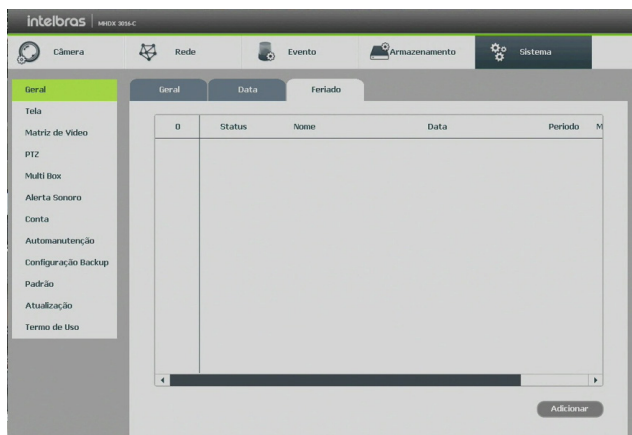 intelbras MHDX 3016-C
Câmera Rede Evento Armazenamento Sistema
Geral
Tela
Matriz de Vídeo
PTZ
Multi Box
Alerta Sonoro
Conta
Automanutenção
Configuração Backup
Padrão
Atualização
Termo de Uso
Geral Data Feriado
0 Status Nome Data Periodo M
Adicionar